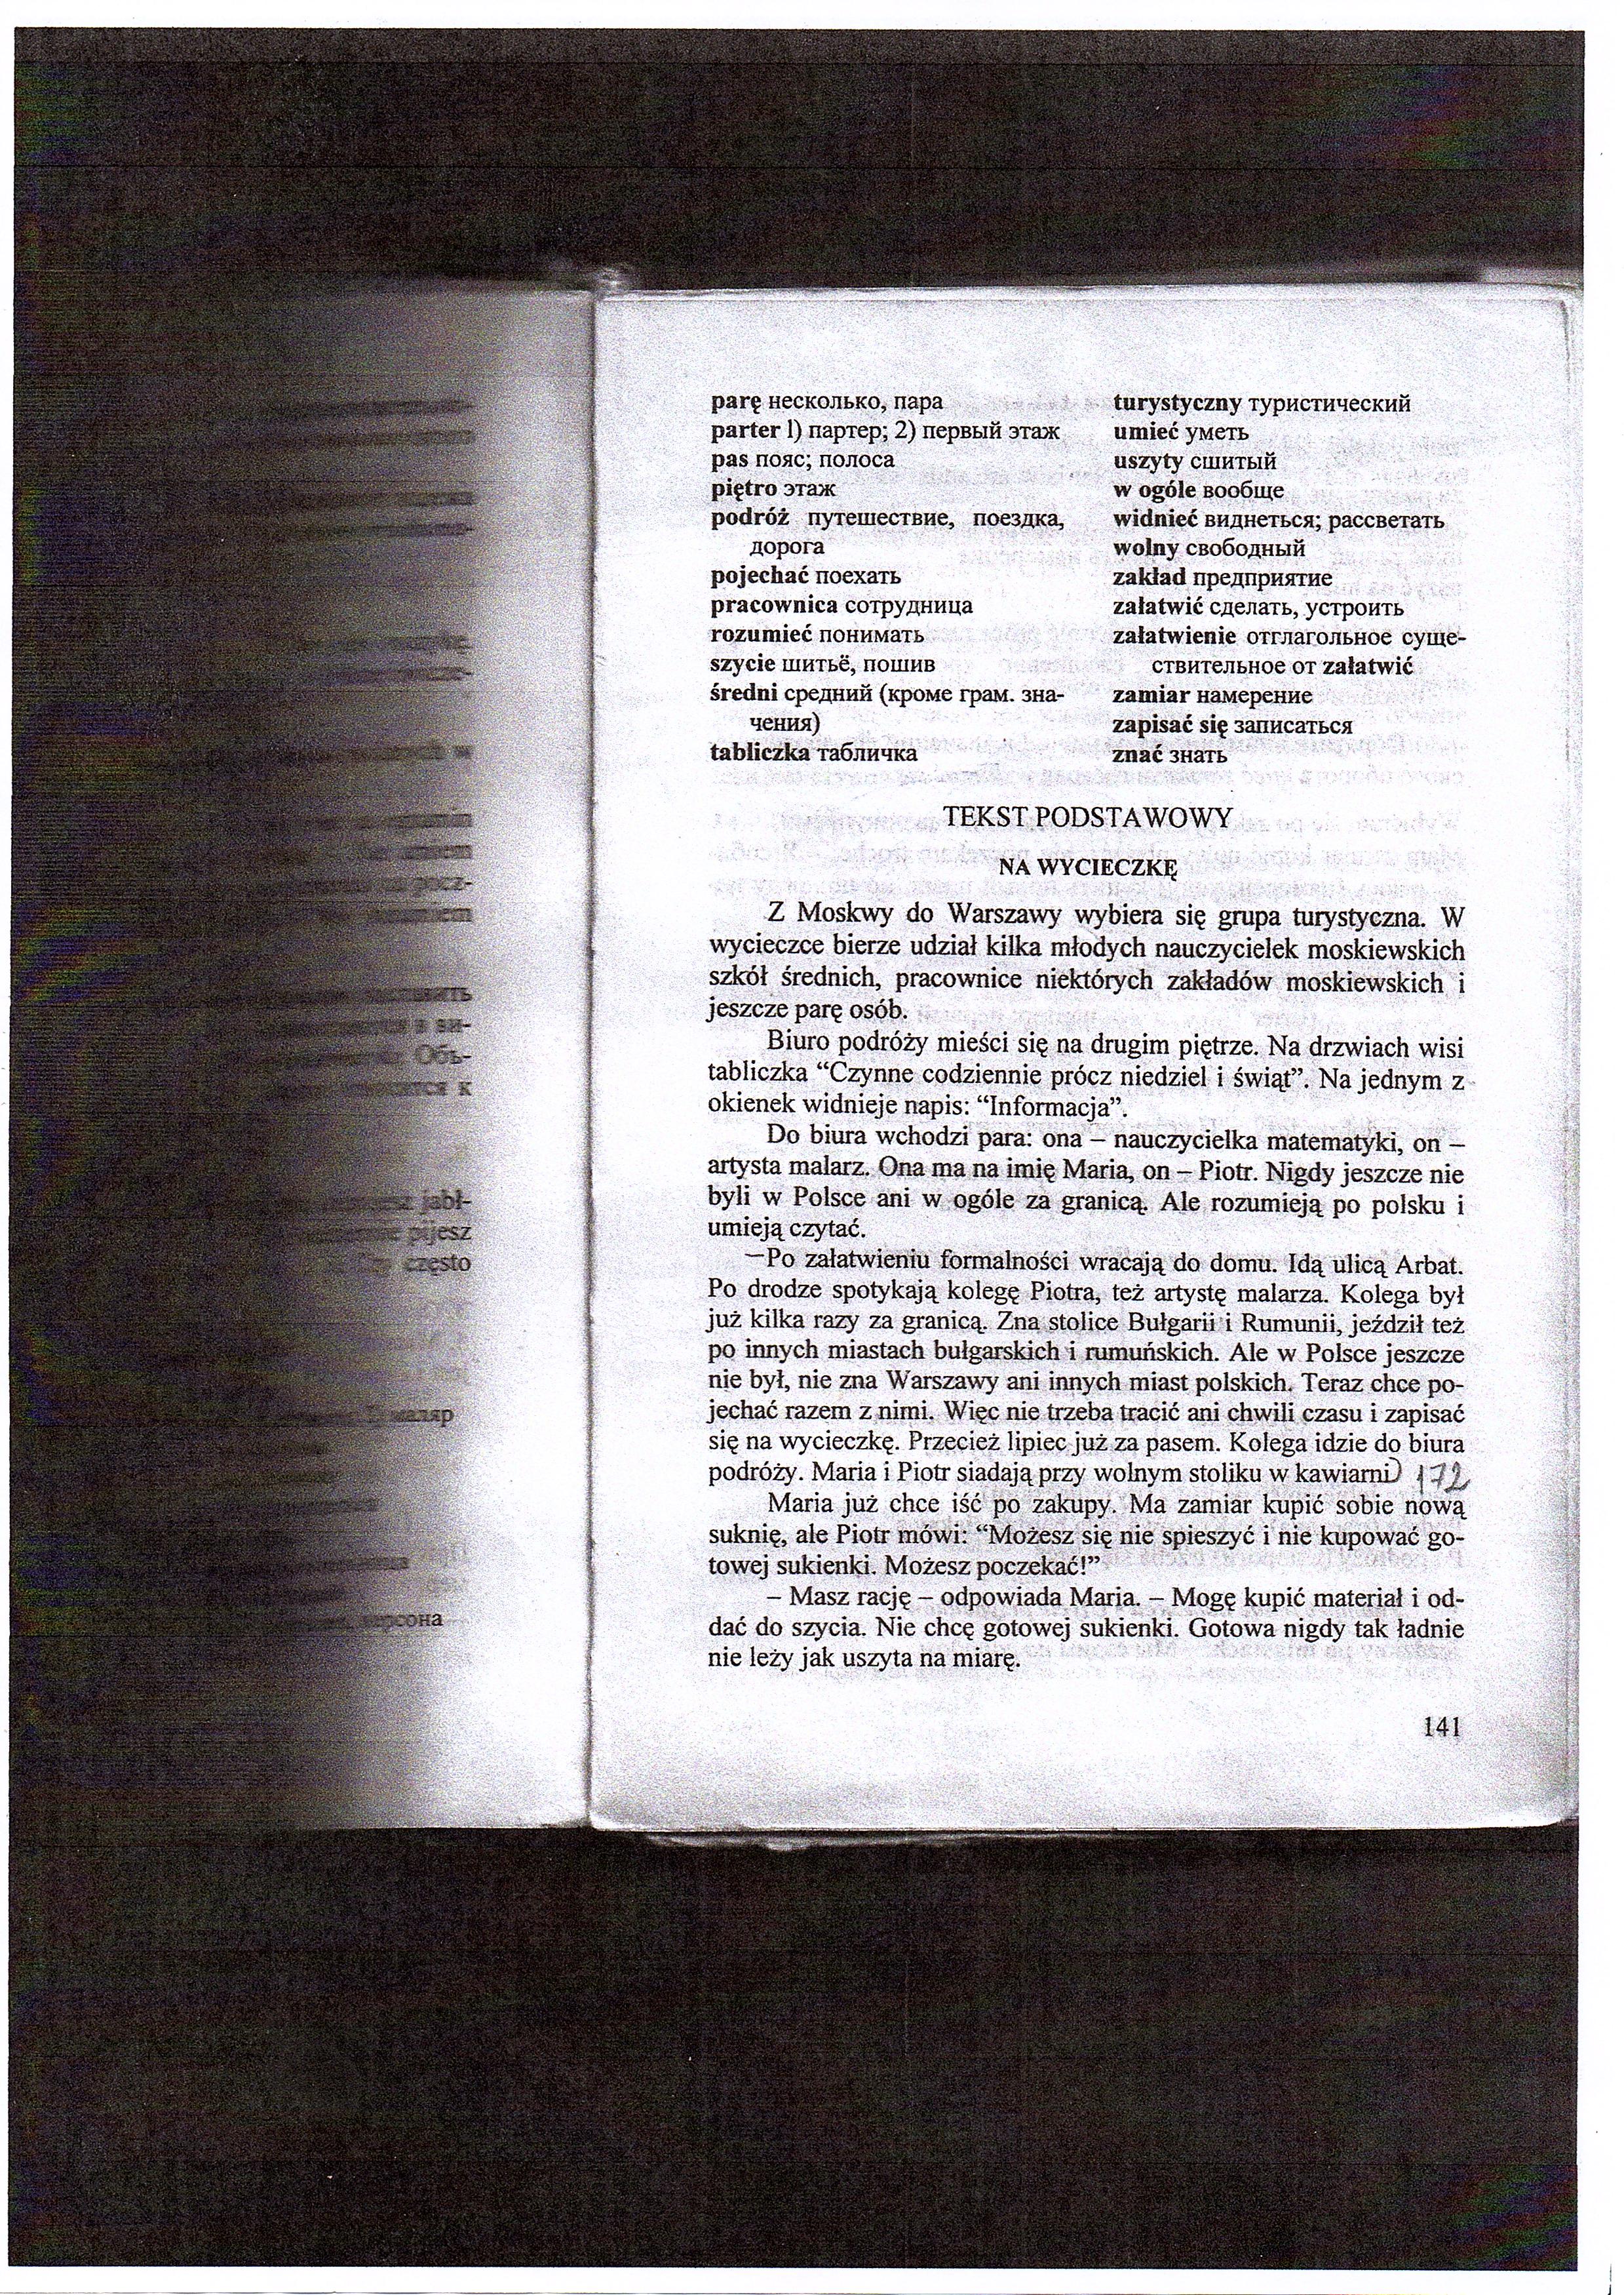 parę несколько, пара
parter 1) партер; 2) первый этаж
pas пояс; полоса
piętro этаж
podróż путешествие, поездка,
дорога
pojechać поехать
pracownica сотрудница
rozumieć понимать
szycie шитьё, пошив
średni средний (кроме грам. зна-
чения)
tabliczka табличка
turystyczny туристический
umieć уметь
uszyty сшитый
w ogóle вообще
widnieć виднеться; рассветать
wolny свободный
zakład предприятие
załatwić сделать, устроить
załatwienie отглагольное суще-
ствительное от załatwić
zamiar намерение
zapisać się записаться
znać знать
TEKST PODSTAWOWY
NA WYCIECZKĘ
Z Moskwy do Warszawy wybiera się grupa turystyczna. W
wycieczce bierze udział kilka młodych nauczycielek moskiewskich
szkół średnich, pracownice niektórych zakładów moskiewskich i
jeszcze parę osób.
Biuro podróży mieści się na drugim piętrze. Na drzwiach wisi
tabliczka “Czynne codziennie prócz niedziel i świąt”. Na jednym z
okienek widnieje napis: “Informacja”.
Do biura wchodzi para: ona – nauczycielka matematyki, on –
artysta malarz. Ona ma na imię Maria, on – Piotr. Nigdy jeszcze nie
byli w Polsce ani w ogóle za granicą. Ale rozumieją po polsku i
umieją czytać.
Po załatwieniu formalności wracają do domu. Idą ulicą Arbat.
Po drodze spotykają kolegę Piotra, też artystę malarza. Kolega był
już kilka razy za granicą. Zna stolice Bułgarii i Rumunii, jeździł też
po innych miastach bułgarskich i rumuńskich. Ale w Polsce jeszcze
nie był, nie zna Warszawy ani innych miast polskich. Teraz chce po-
jechać razem z nimi. Więc nie trzeba tracić ani chwili czasu i zapisać
się na wycieczkę. Przecież lipiec już za pasem. Kolega idzie do biura
podróży. Maria i Piotr siadają przy wolnym stoliku w kawiarni) 172
Maria już chce iść po zakupy. Ma zamiar kupić sobie nową
suknię, ale Piotr mówi: “Możesz się nie spieszyć i nie kupować go-
towej sukienki. Możesz poczekać!”
– Masz rację – odpowiada Maria. – Mogę kupić materiał i od-
dać do szycia. Nie chcę gotowej sukienki. Gotowa nigdy tak ładnie
nie leży jak uszyta na miarę.
141
pijesz
często